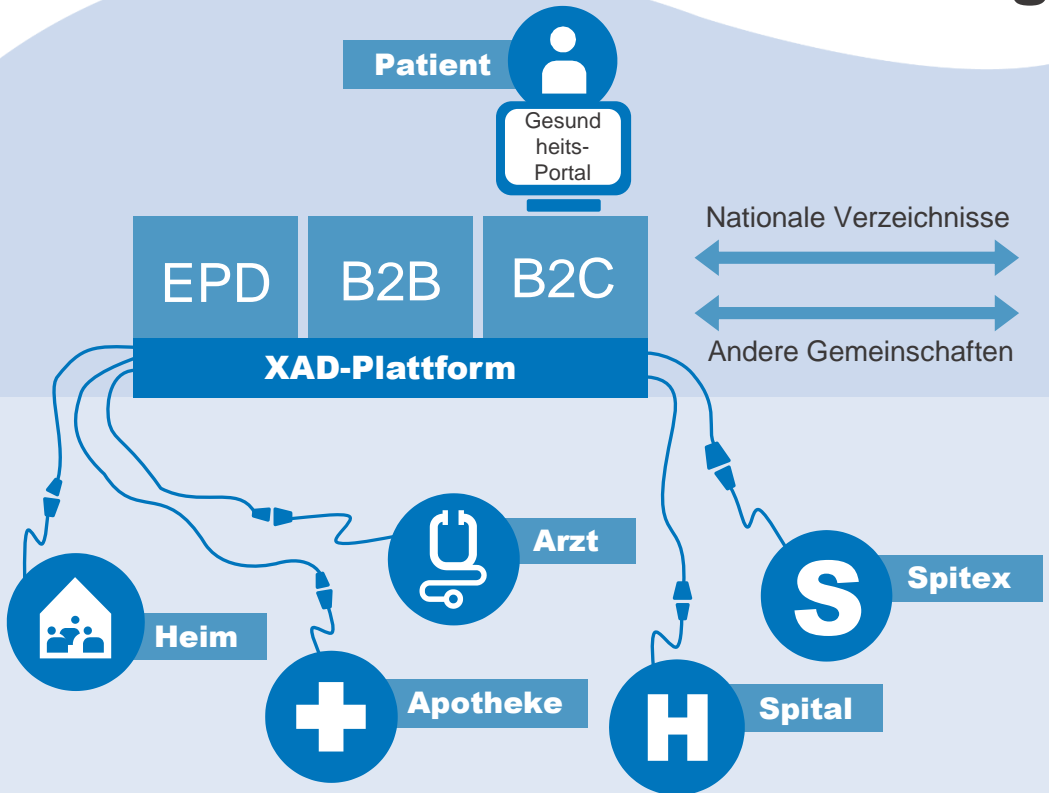 Patient
Gesund
heits-
Portal
Nationale Verzeichnisse
EPD
B2B
B2C
Andere Gemeinschaften
XAD-Plattform
Arzt
Spitex
Heim
Apotheke
Spital
S
H